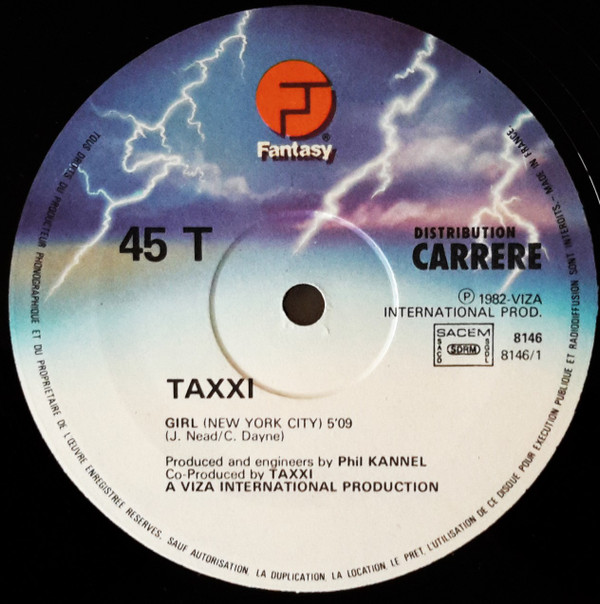 Fantasy®
45 T
DISTRIBUTION
CARRERE
℗ 1982-VIZA
INTERNATIONAL PROD.
SACEM
SACD
SDRM
SGDL
8146
8146/1
TAXXI
GIRL (NEW YORK CITY) 5'09
(J. Nead/C. Dayne)
Produced and engineers by Phil KANNEL
Co-Produced by TAXXI
A VIZA INTERNATIONAL PRODUCTION
TOUS DROITS DU PRODUCTEUR PHONOGRAPHIQUE ET DU PROPRIETAIRE DE L'ŒUVRE ENREGISTREE RESERVES. SAUF AUTORISATION, LA DUPLICATION, LA LOCATION, LE PRET, L'UTILISATION DE CE DISQUE POUR EXECUTION PUBLIQUE ET RADIODIFFUSION SONT INTERDITS.- MADE IN FRANCE